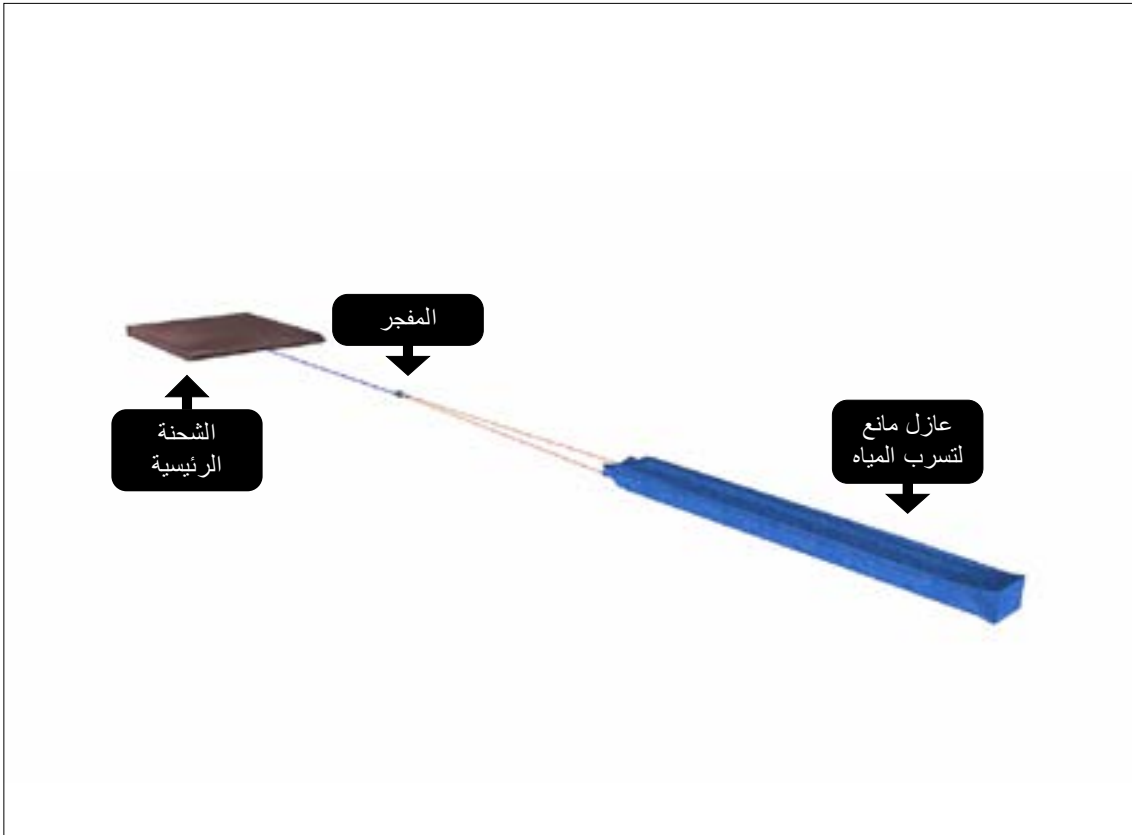 المفجر
الشحنة
الرئيسية
عازل مانع
لتسرب المياه